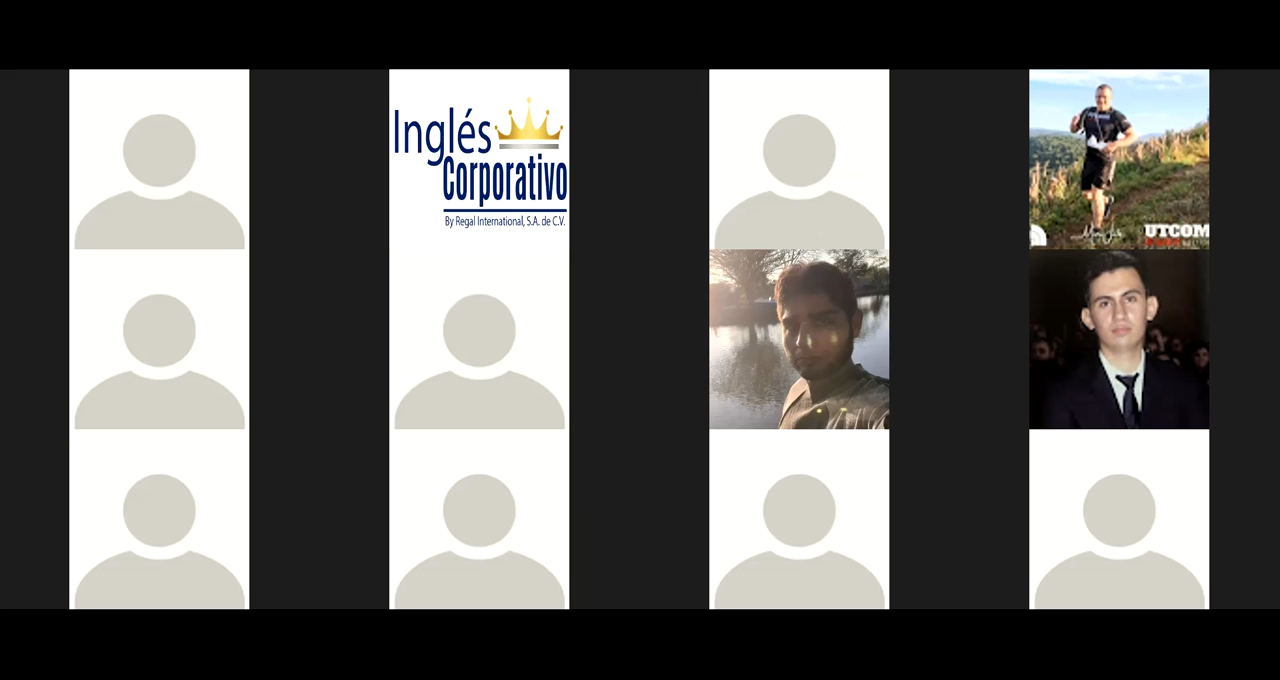 Inglés
Corporativo
By Regal International, S.A. de C.V.
UTCOM